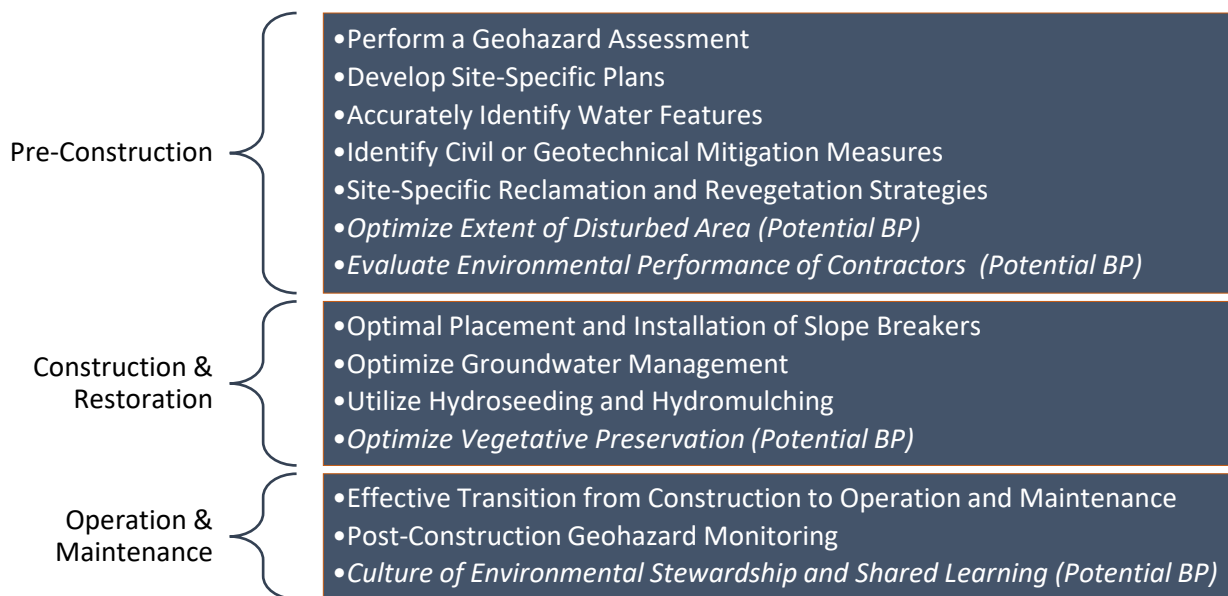 Pre-Construction
•Perform a Geohazard Assessment
•Develop Site-Specific Plans
•Accurately Identify Water Features
•Identify Civil or Geotechnical Mitigation Measures
•Site-Specific Reclamation and Revegetation Strategies
•Optimize Extent of Disturbed Area (Potential BP)
•Evaluate Environmental Performance of Contractors  (Potential BP)
Construction &
Restoration
•Optimal Placement and Installation of Slope Breakers
•Optimize Groundwater Management
•Utilize Hydroseeding and Hydromulching
•Optimize Vegetative Preservation (Potential BP)
Operation &
Maintenance
•Effective Transition from Construction to Operation and Maintenance
•Post-Construction Geohazard Monitoring
•Culture of Environmental Stewardship and Shared Learning (Potential BP)